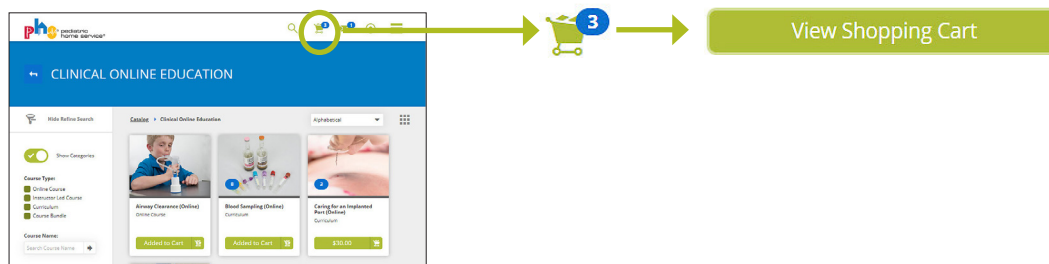 phs pediatric
home service
3
View Shopping Cart
CLINICAL ONLINE EDUCATION
Hide Refine Search
Catalog › Clinical Online Education
Alphabetical
Show Categories
Course Type:
Online Course
Instructor Led Course
Curriculum
Course Bundle
Course Name:
Search Course Name
Airway Clearance (Online)
Online Course
Added to Cart
Blood Sampling (Online)
Curriculum
Added to Cart
Caring for an Implanted
Port (Online)
Curriculum
$30.00